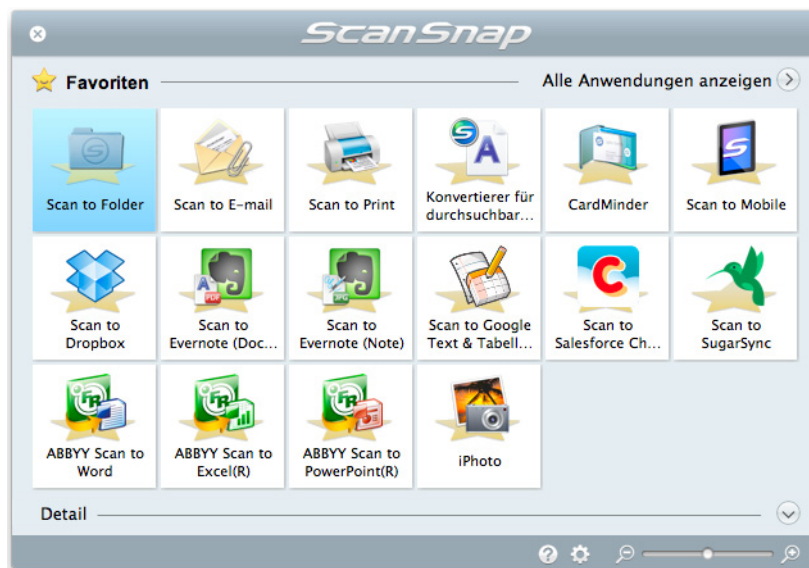 ScanSnap
Favoriten
Alle Anwendungen anzeigen
Scan to Folder
Scan to E-mail
Scan to Print
Konvertierer für
durchsuchbar...
CardMinder
Scan to Mobile
Scan to
Dropbox
Scan to
Evernote (Doc...
Scan to
Evernote (Note)
Scan to Google
Text & Tabell...
Scan to
Salesforce Ch...
Scan to
SugarSync
ABBYY Scan to
Word
ABBYY Scan to
Excel(R)
ABBYY Scan to
PowerPoint(R)
iPhoto
Detail